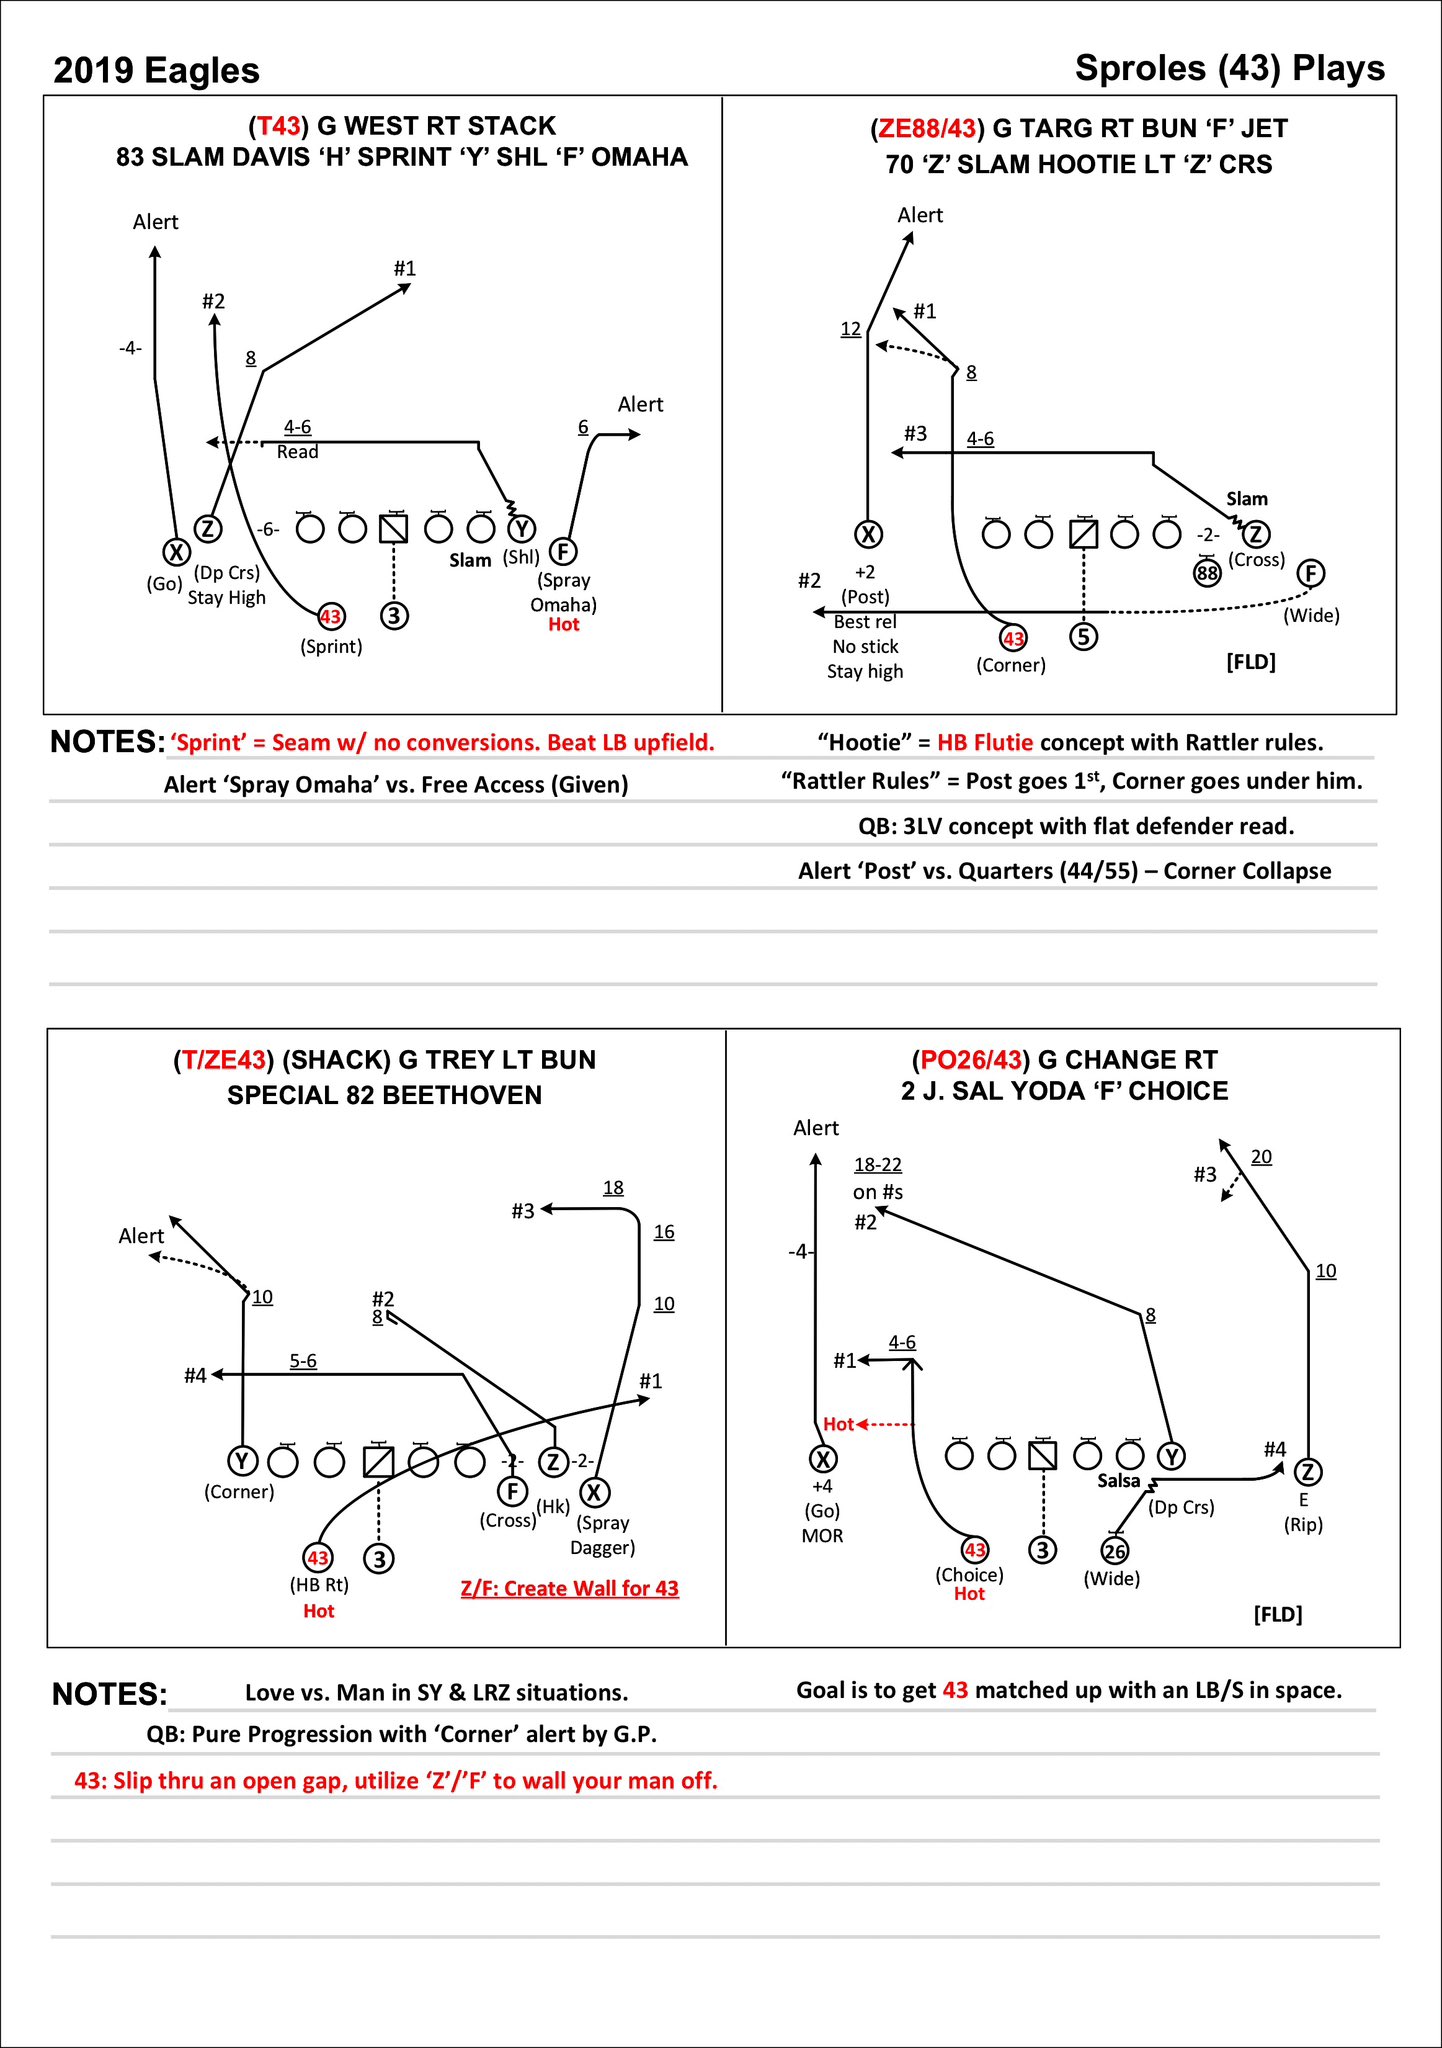 2019 Eagles
Sproles (43) Plays
(T43) G WEST RT STACK
83 SLAM DAVIS ‘H’ SPRINT ‘Y’ SHL ‘F’ OMAHA
Alert
#1
#2
-4-
8
Alert
4-6
6
Read
Z
-6-
Y
X
Slam
(Shl)
F
(Go)
(Dp Crs)
Stay High
(Spray
Omaha)
Hot
43
3
(Sprint)
(ZE88/43) G TARG RT BUN ‘F’ JET
70 ‘Z’ SLAM HOOTIE LT ‘Z’ CRS
Alert
#1
12
8
#3
4-6
Slam
X
-2-
Z
(Cross)
+2
88
F
#2
(Post)
(Wide)
Best rel
No stick
Stay high
43
5
(Corner)
[FLD]
NOTES:
‘Sprint’ = Seam w/ no conversions. Beat LB upfield.
Alert ‘Spray Omaha’ vs. Free Access (Given)
“Hootie” = HB Flutie concept with Rattler rules.
“Rattler Rules” = Post goes 1st, Corner goes under him.
QB: 3LV concept with flat defender read.
Alert ‘Post’ vs. Quarters (44/55) – Corner Collapse
(T/ZE43) (SHACK) G TREY LT BUN
SPECIAL 82 BEETHOVEN
18
#3
Alert
16
10
#2
8
10
#4
5-6
#1
Y
-2-
Z
-2-
(Corner)
F
(Hk)
X
(Cross)
(Spray
Dagger)
43
3
(HB Rt)
Hot
Z/F: Create Wall for 43
(PO26/43) G CHANGE RT
2 J. SAL YODA ‘F’ CHOICE
Alert
18-22
on #s
#2
20
#3
-4-
10
8
4-6
#1
Hot
X
Y
#4
Z
Salsa
+4
(Go)
MOR
(Dp Crs)
E
(Rip)
43
3
26
(Choice)
Hot
(Wide)
[FLD]
NOTES:
Love vs. Man in SY & LRZ situations.
QB: Pure Progression with ‘Corner’ alert by G.P.
43: Slip thru an open gap, utilize ‘Z’/’F’ to wall your man off.
Goal is to get 43 matched up with an LB/S in space.